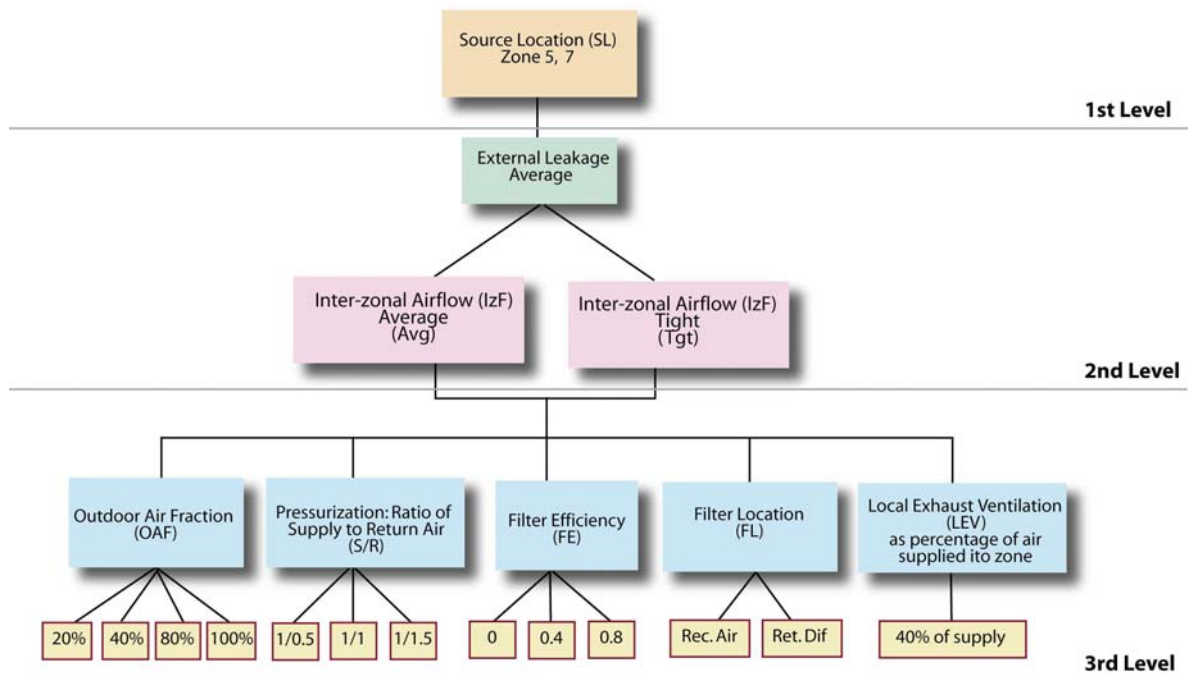 Source Location (SL)
Zone 5, 7
1st Level
External Leakage
Average
Inter-zonal Airflow (IzF)
Average
(Avg)
Inter-zonal Airflow (IzF)
Tight
(Tgt)
2nd Level
Outdoor Air Fraction
(OAF)
Pressurization: Ratio of
Supply to Return Air
(S/R)
Filter Efficiency
(FE)
Filter Location
(FL)
Local Exhaust Ventilation
(LEV)
as percentage of air
supplied ito zone
20%
40%
80%
100%
1/0.5
1/1
1/1.5
0
0.4
0.8
Rec. Air
Ret. Dif
40% of supply
3rd Level